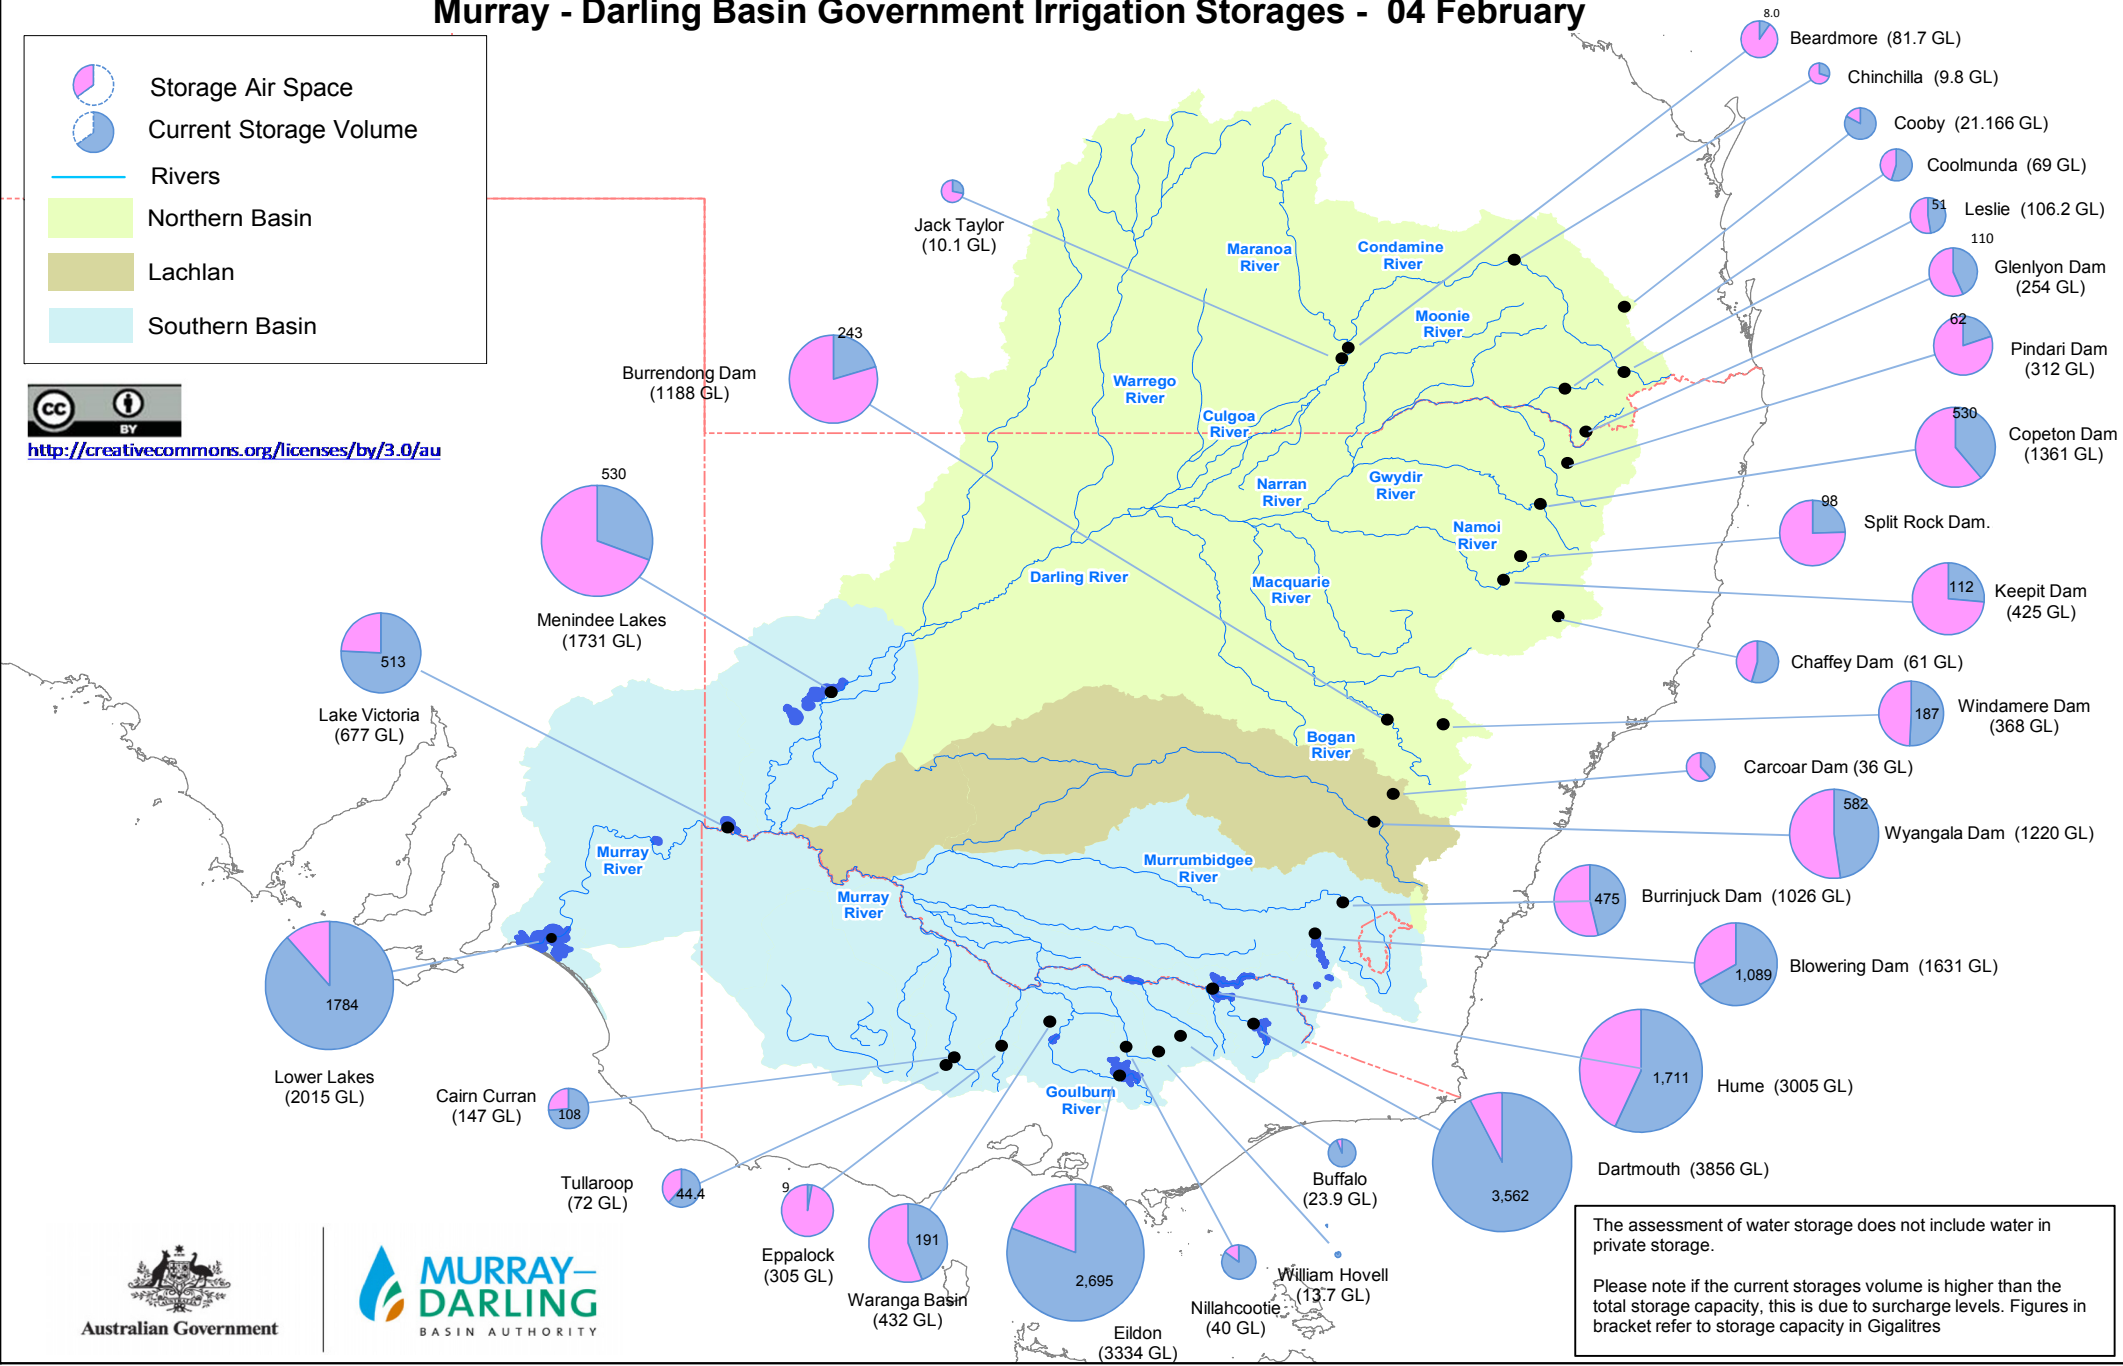 Murray - Darling Basin Government Irrigation Storages - 04 February
Storage Air Space
Current Storage Volume
Rivers
Northern Basin
Lachlan
Southern Basin
cc
BY
http://creativecommons.org/licenses/by/3.0/au
8.0
Beardmore (81.7 GL)
Chinchilla (9.8 GL)
Cooby (21.166 GL)
Coolmunda (69 GL)
51
Leslie (106.2 GL)
110
Glenlyon Dam
(254 GL)
62
Pindari Dam
(312 GL)
530
Copeton Dam
(1361 GL)
98
Split Rock Dam.
112
Keepit Dam
(425 GL)
Chaffey Dam (61 GL)
187
Windamere Dam
(368 GL)
Carcoar Dam (36 GL)
582
Wyangala Dam (1220 GL)
475
Burrinjuck Dam (1026 GL)
1,089
Blowering Dam (1631 GL)
1,711
Hume (3005 GL)
3,562
Dartmouth (3856 GL)
Jack Taylor
(10.1 GL)
243
Burrendong Dam
(1188 GL)
530
Menindee Lakes
(1731 GL)
513
Lake Victoria
(677 GL)
1784
Lower Lakes
(2015 GL)
Cairn Curran
(147 GL)
108
Tullaroop
(72 GL)
44.4
9
Eppalock
(305 GL)
191
Waranga Basin
(432 GL)
2,695
Eildon
(3334 GL)
Nillahcootie
(40 GL)
William Hovell
(13.7 GL)
Buffalo
(23.9 GL)
Maranoa
River
Condamine
River
Moonie
River
Warrego
River
Culgoa
River
Narran
River
Gwydir
River
Namoi
River
Darling River
Macquarie
River
Bogan
River
Murrumbidgee
River
Murray
River
Murray
River
Goulburn
River
Australian Government
MURRAY–
DARLING
BASIN AUTHORITY
The assessment of water storage does not include water in
private storage.
Please note if the current storages volume is higher than the
total storage capacity, this is due to surcharge levels. Figures in
bracket refer to storage capacity in Gigalitres